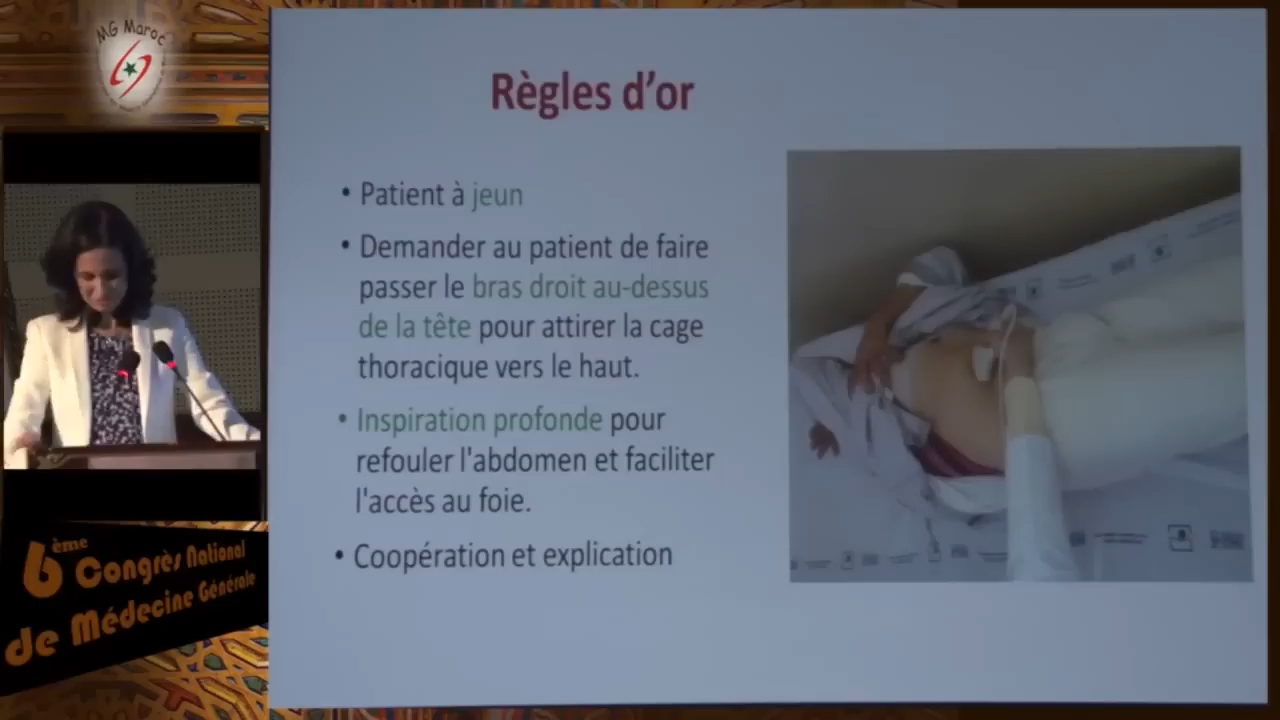 MG Maroc
Règles d’or
• Patient à jeun
• Demander au patient de faire
passer le bras droit au-dessus
de la tête pour attirer la cage
thoracique vers le haut.
• Inspiration profonde pour
refouler l'abdomen et faciliter
l'accès au foie.
• Coopération et explication
6ème Congrès National
de Médecine Générale